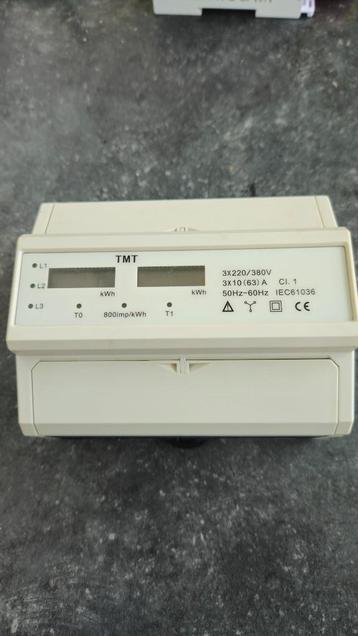 TMT
L1
L2
L3
kWh
kWh
T0
800imp/kWh
T1
3X220/380V
3X10(63)A Cl. 1
50Hz-60Hz IEC61036
CE